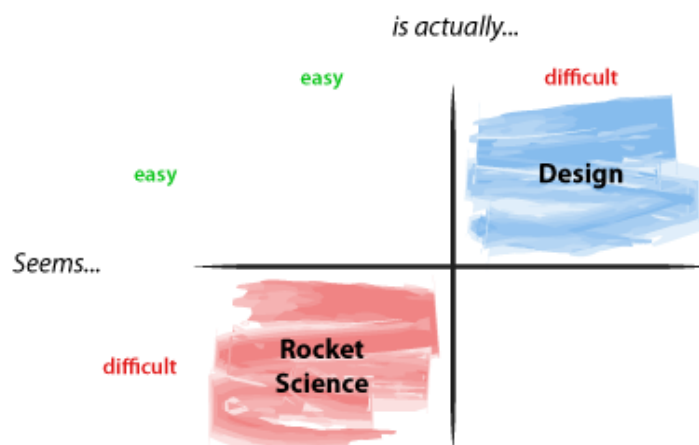 is actually...
easy
difficult
easy
Design
Seems...
difficult
Rocket
Science